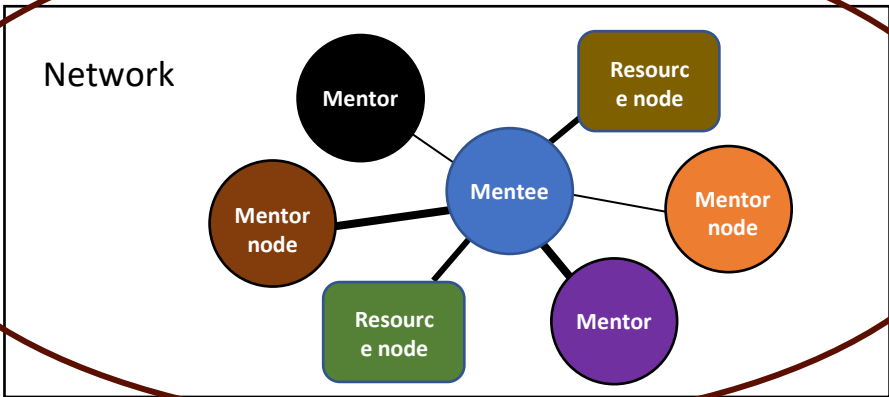 Network
Mentor
Resourc
e node
Mentee
Mentor
node
Mentor
node
Resourc
e node
Mentor